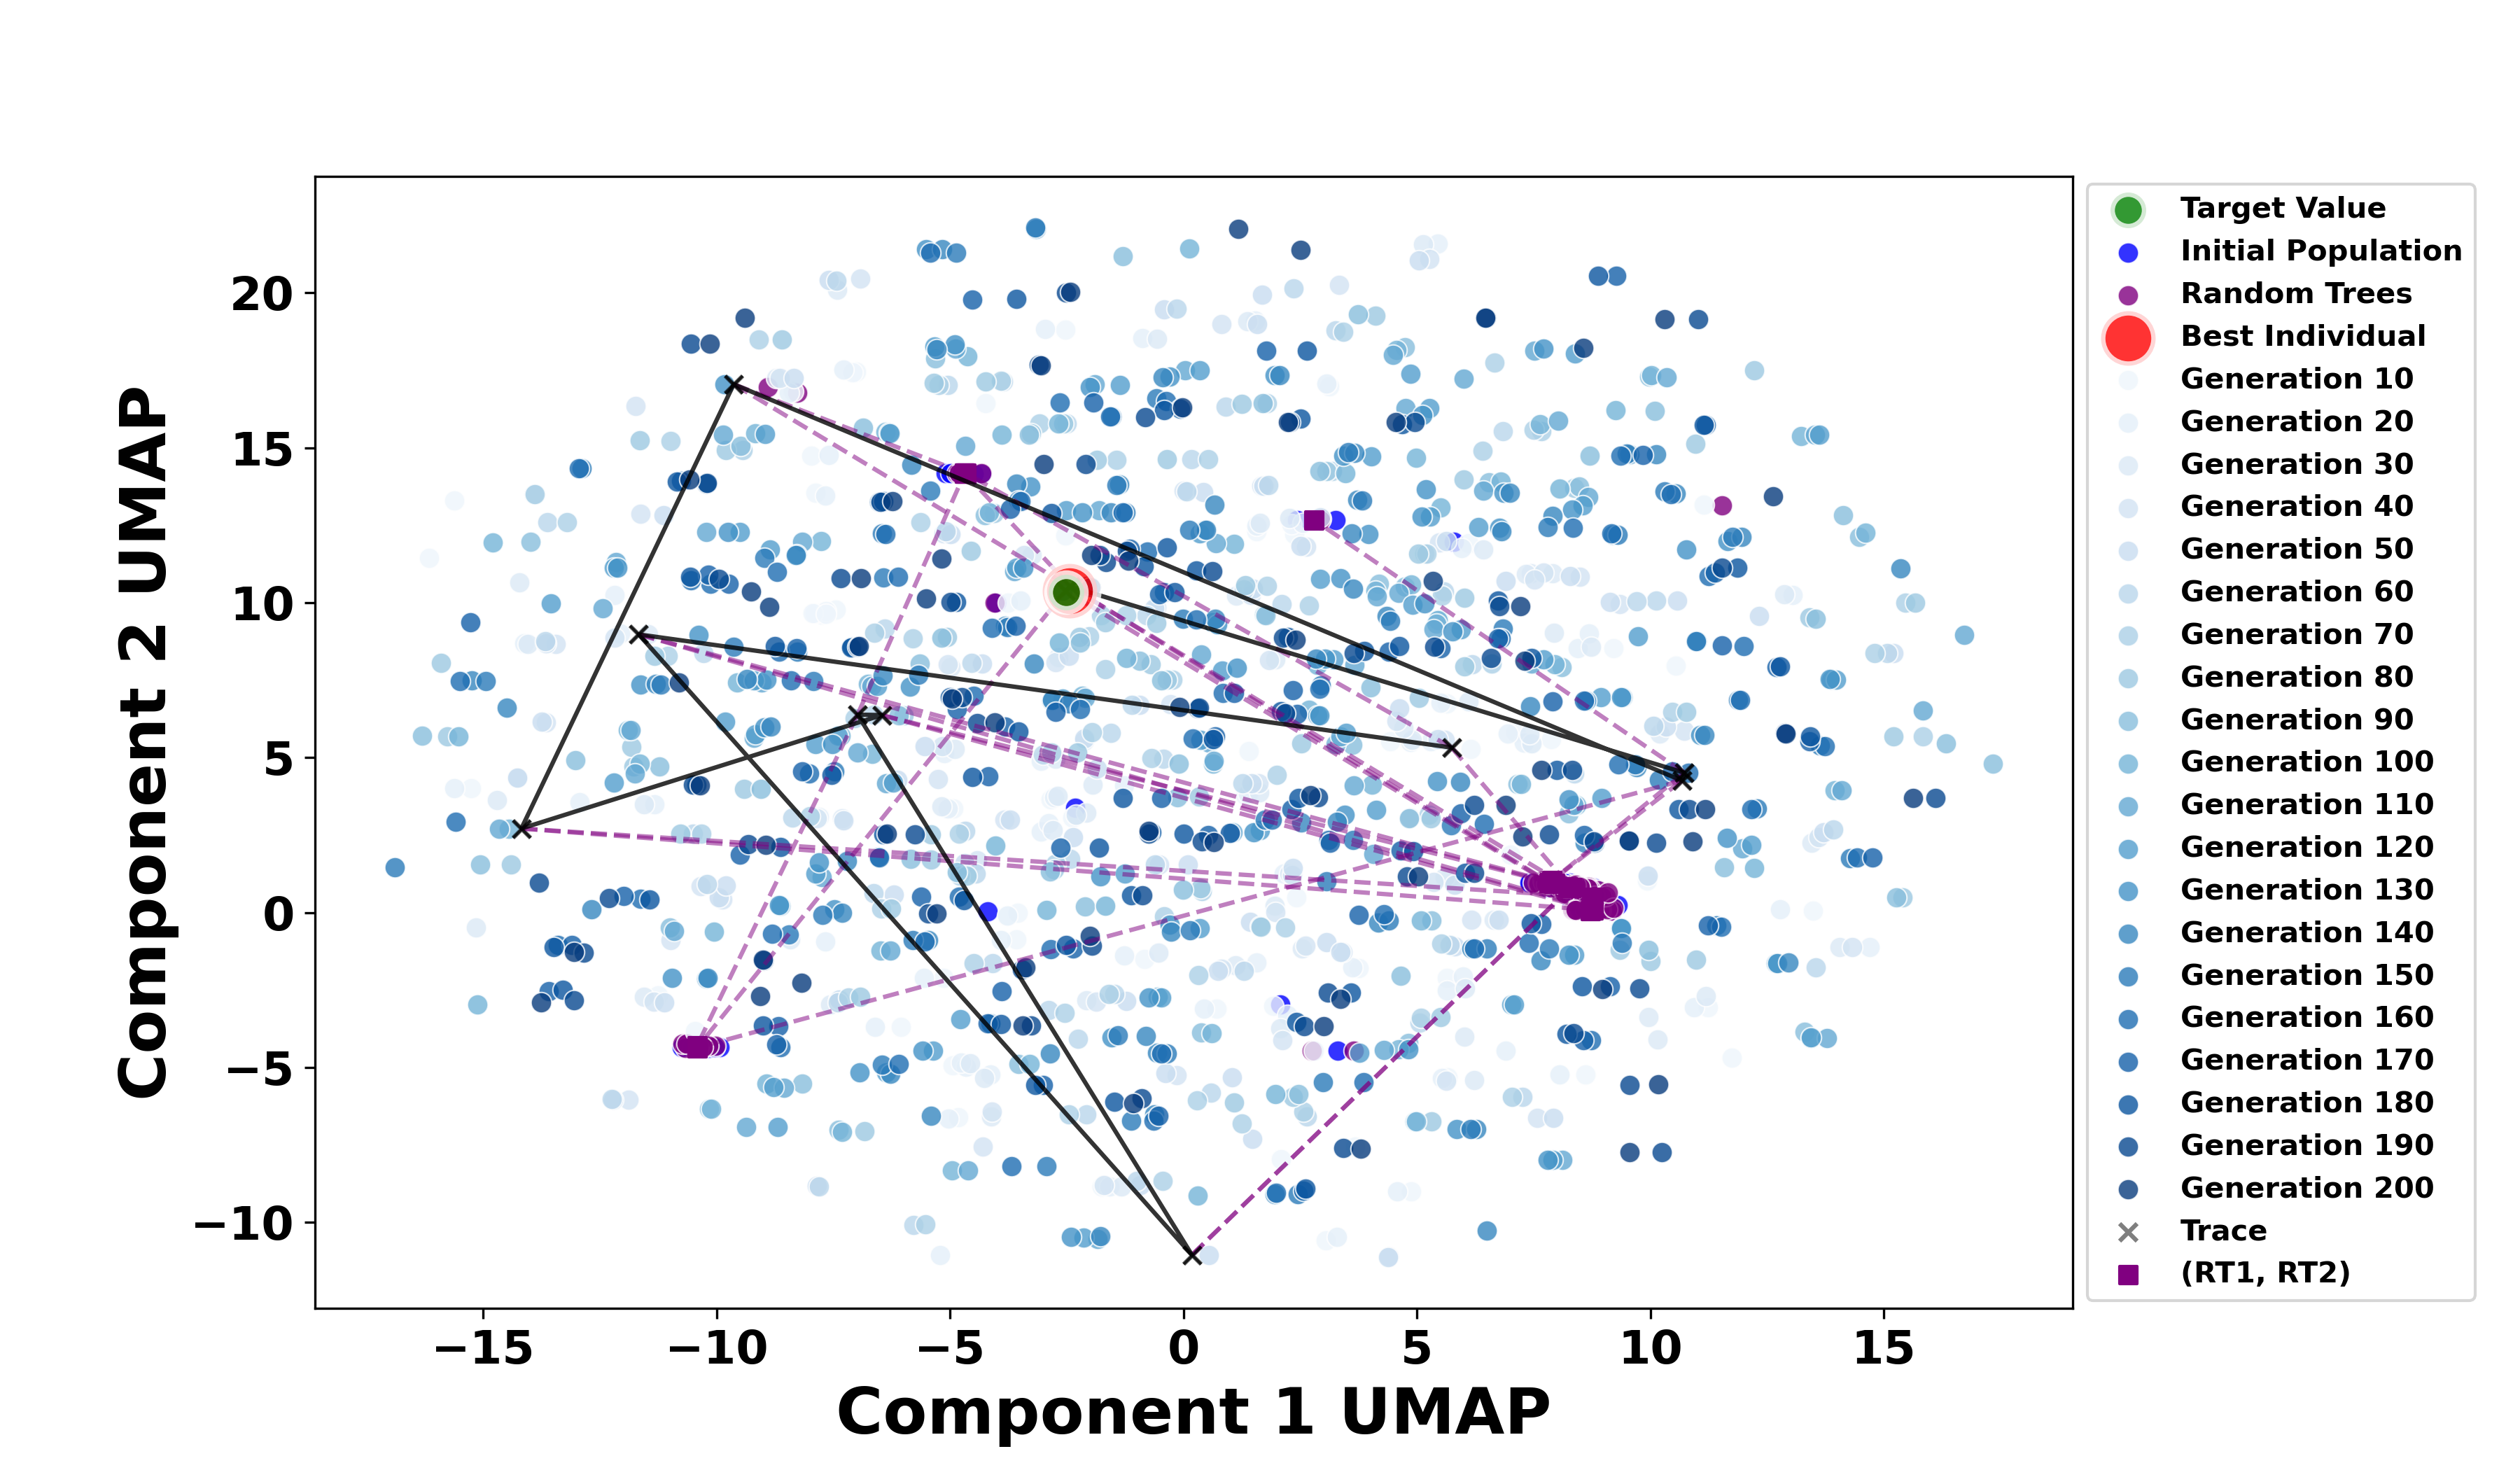 Component 2 UMAP
20
15
10
5
0
−5
−10
−15
−10
−5
0
5
10
15
Component 1 UMAP
Target Value
Initial Population
Random Trees
Best Individual
Generation 10
Generation 20
Generation 30
Generation 40
Generation 50
Generation 60
Generation 70
Generation 80
Generation 90
Generation 100
Generation 110
Generation 120
Generation 130
Generation 140
Generation 150
Generation 160
Generation 170
Generation 180
Generation 190
Generation 200
Trace
(RT1, RT2)